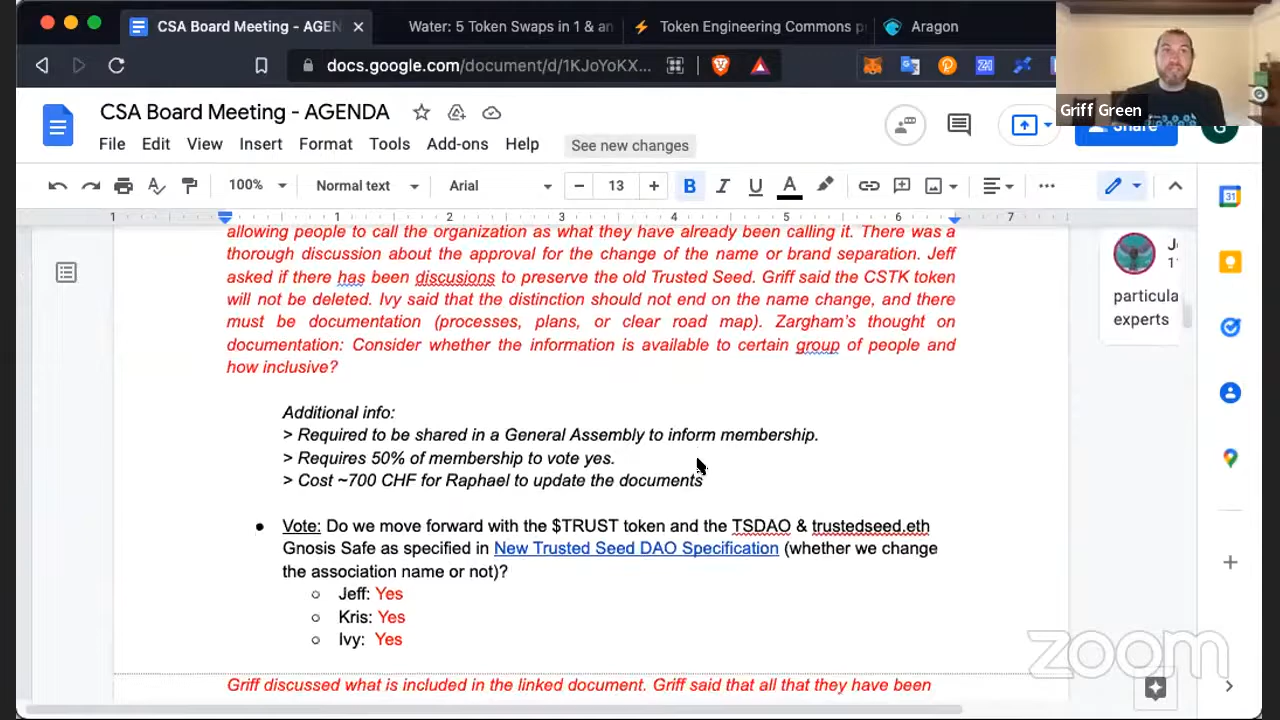 CSA Board Meeting - AGEN
Water: 5 Token Swaps in 1 & an
Token Engineering Commons p
Aragon
docs.google.com/document/d/1KJoYoKX...
Griff Green
CSA Board Meeting - AGENDA
Share
G
File Edit View Insert Format Tools Add-ons Help
See new changes
100% Normal text Arial 13
1 1 2 3 4 5 6 7
allowing people to call the organization as what they have already been calling it. There was a
thorough discussion about the approval for the change of the name or brand separation. Jeff
asked if there has been discusions to preserve the old Trusted Seed. Griff said the CSTK token
will not be deleted. Ivy said that the distinction should not end on the name change, and there
must be documentation (processes, plans, or clear road map). Zargham's thought on
documentation: Consider whether the information is available to certain group of people and
how inclusive?
Additional info:
> Required to be shared in a General Assembly to inform membership.
> Requires 50% of membership to vote yes.
> Cost ~700 CHF for Raphael to update the documents
● Vote: Do we move forward with the $TRUST token and the TSDAO & trustedseed.eth
Gnosis Safe as specified in New Trusted Seed DAO Specification (whether we change
the association name or not)?
○ Jeff: Yes
○ Kris: Yes
○ Ivy: Yes
Griff discussed what is included in the linked document. Griff said that all that they have been
particula
experts
31
zoom